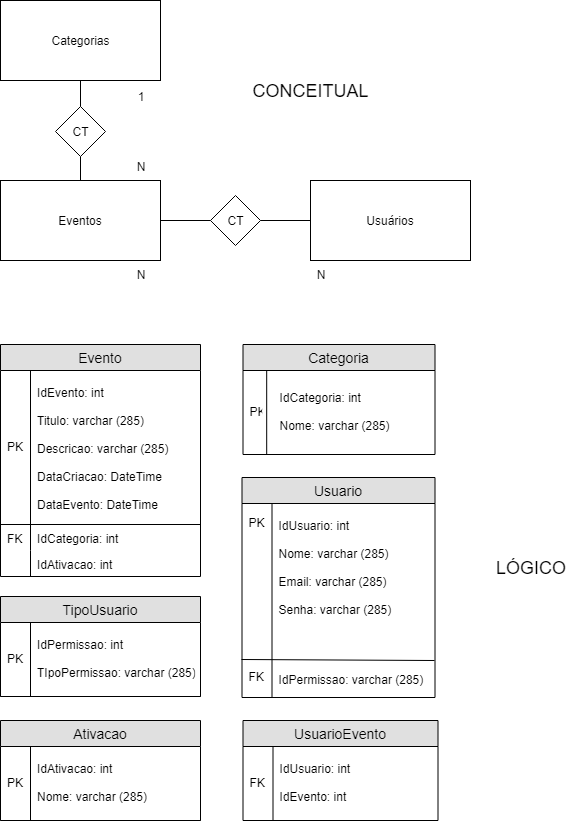 Categorias
CONCEITUAL
1
CT
N
Eventos
CT
Usuários
N
N
Evento
PK
IdEvento: int
Titulo: varchar (285)
Descricao: varchar (285)
DataCriacao: DateTime
DataEvento: DateTime
FK
IdCategoria: int
IdAtivacao: int
Categoria
PK
IdCategoria: int
Nome: varchar (285)
Usuario
PK
IdUsuario: int
Nome: varchar (285)
Email: varchar (285)
Senha: varchar (285)
FK
IdPermissao: varchar (285)
LÓGICO
TipoUsuario
PK
IdPermissao: int
TIpoPermissao: varchar (285)
Ativacao
PK
IdAtivacao: int
Nome: varchar (285)
UsuarioEvento
FK
IdUsuario: int
IdEvento: int